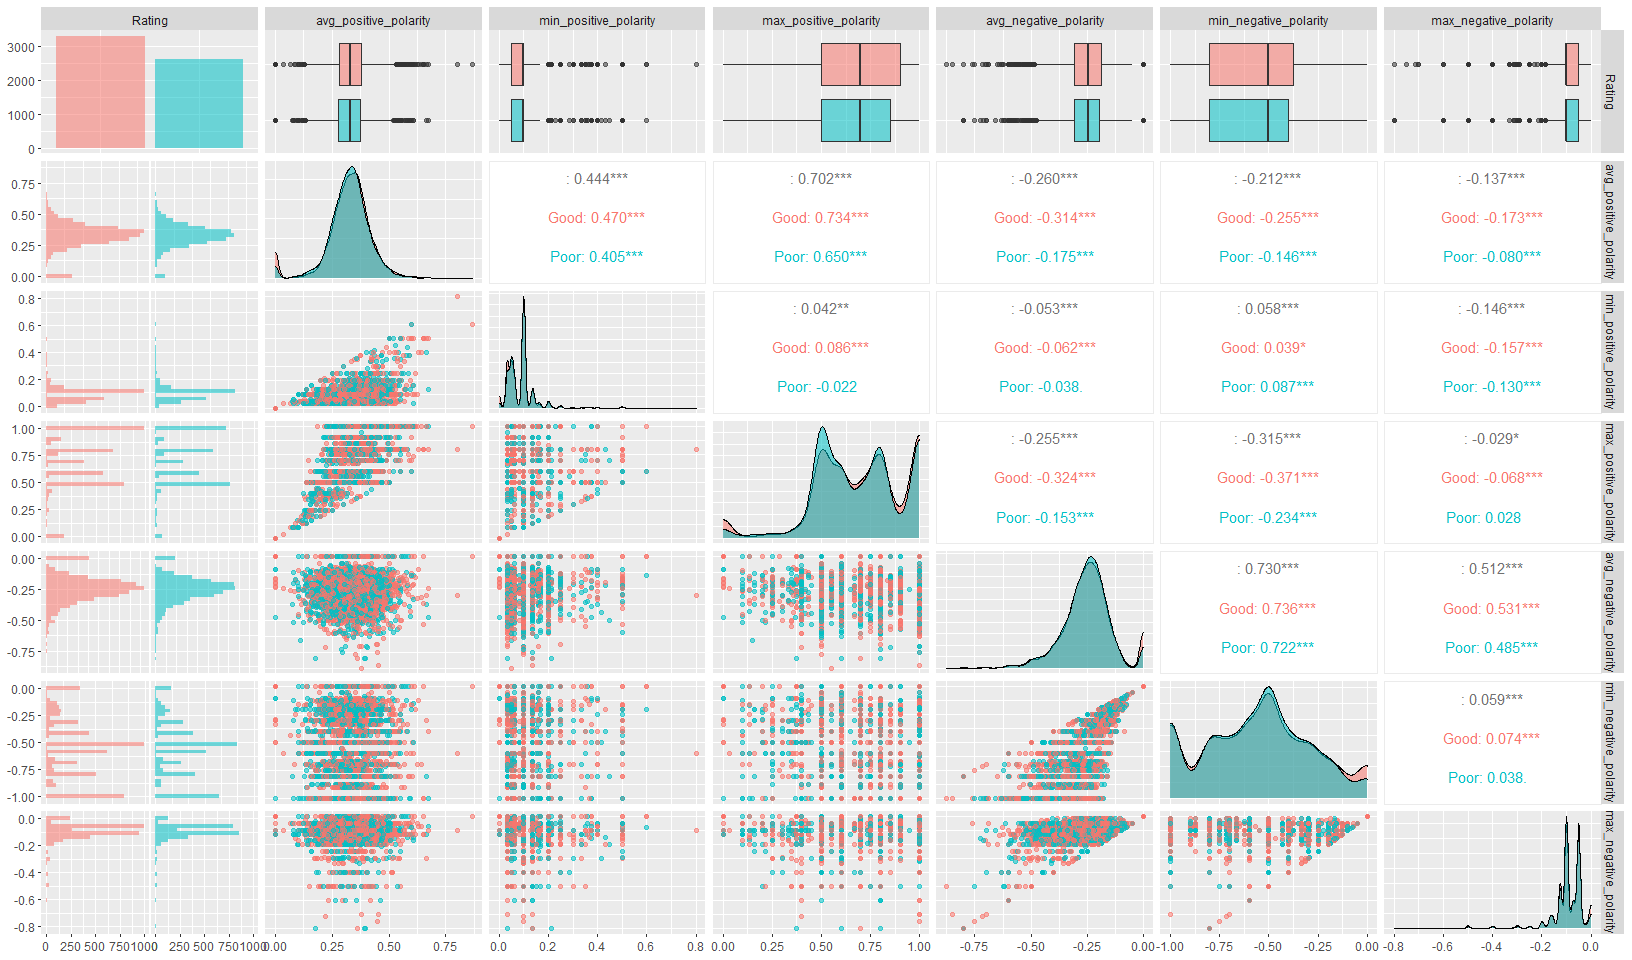 Rating
avg_positive_polarity
min_positive_polarity
max_positive_polarity
avg_negative_polarity
min_negative_polarity
max_negative_polarity
3000
2000
1000
0
Rating
0.75
0.50
0.25
0.00
: 0.444***
Good: 0.470***
Poor: 0.405***
: 0.702***
Good: 0.734***
Poor: 0.650***
: -0.260***
Good: -0.314***
Poor: -0.175***
: -0.212***
Good: -0.255***
Poor: -0.146***
: -0.137***
Good: -0.173***
Poor: -0.080***
avg_positive_polarity
0.8
0.6
0.4
0.2
0.0
: 0.042**
Good: 0.086***
Poor: -0.022
: -0.053***
Good: -0.062***
Poor: -0.038.
: 0.058***
Good: 0.039*
Poor: 0.087***
: -0.146***
Good: -0.157***
Poor: -0.130***
min_positive_polarity
1.00
0.75
0.50
0.25
0.00
: -0.255***
Good: -0.324***
Poor: -0.153***
: -0.315***
Good: -0.371***
Poor: -0.234***
: -0.029*
Good: -0.068***
Poor: 0.028
max_positive_polarity
0.00
-0.25
-0.50
-0.75
: 0.730***
Good: 0.736***
Poor: 0.722***
: 0.512***
Good: 0.531***
Poor: 0.485***
avg_negative_polarity
0.00
-0.25
-0.50
-0.75
-1.00
: 0.059***
Good: 0.074***
Poor: 0.038.
min_negative_polarity
0.0
-0.2
-0.4
-0.6
-0.8
max_negative_polarity
0 250 500 750 1000 0 250 500 750 1000
0.00 0.25 0.50 0.75
0.0 0.2 0.4 0.6 0.8
0.00 0.25 0.50 0.75 1.00
-0.75 -0.50 -0.25 0.00
-1.00 -0.75 -0.50 -0.25 0.00
-0.8 -0.6 -0.4 -0.2 0.0